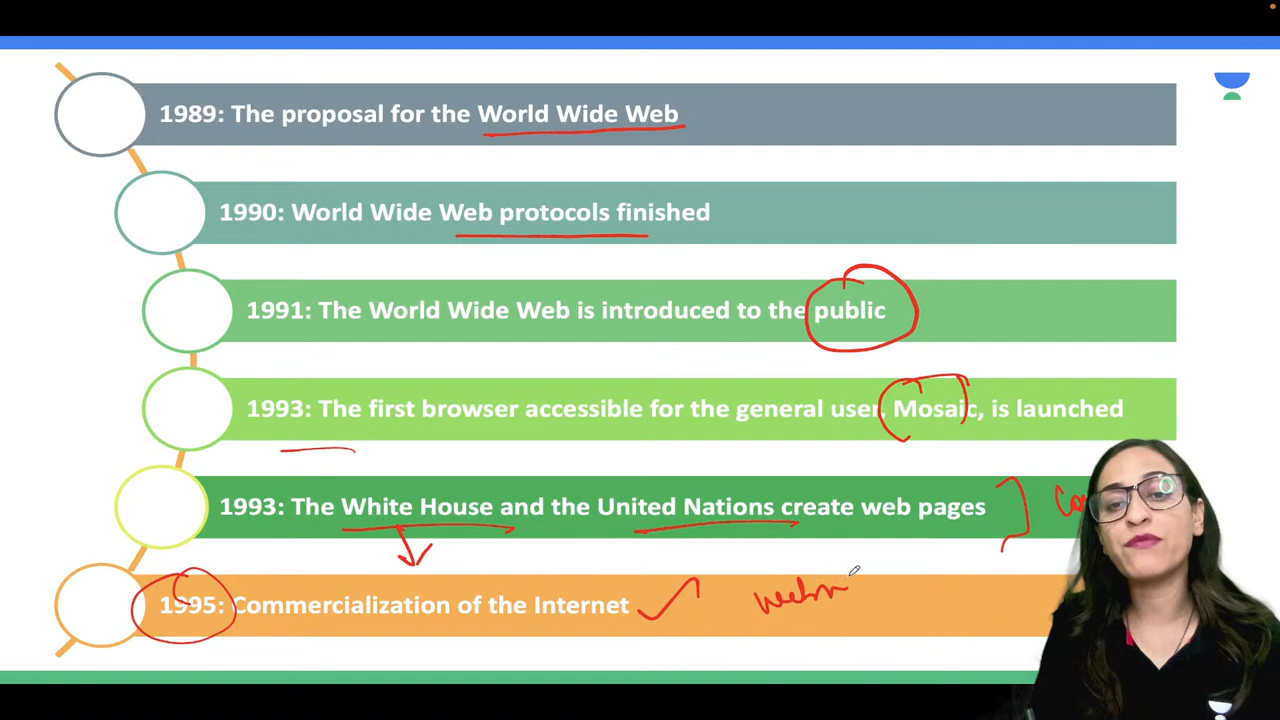 1989: The proposal for the World Wide Web
1990: World Wide Web protocols finished
1991: The World Wide Web is introduced to the public
1993: The first browser accessible for the general user, Mosaic, is launched
1993: The White House and the United Nations create web pages
1995: Commercialization of the Internet